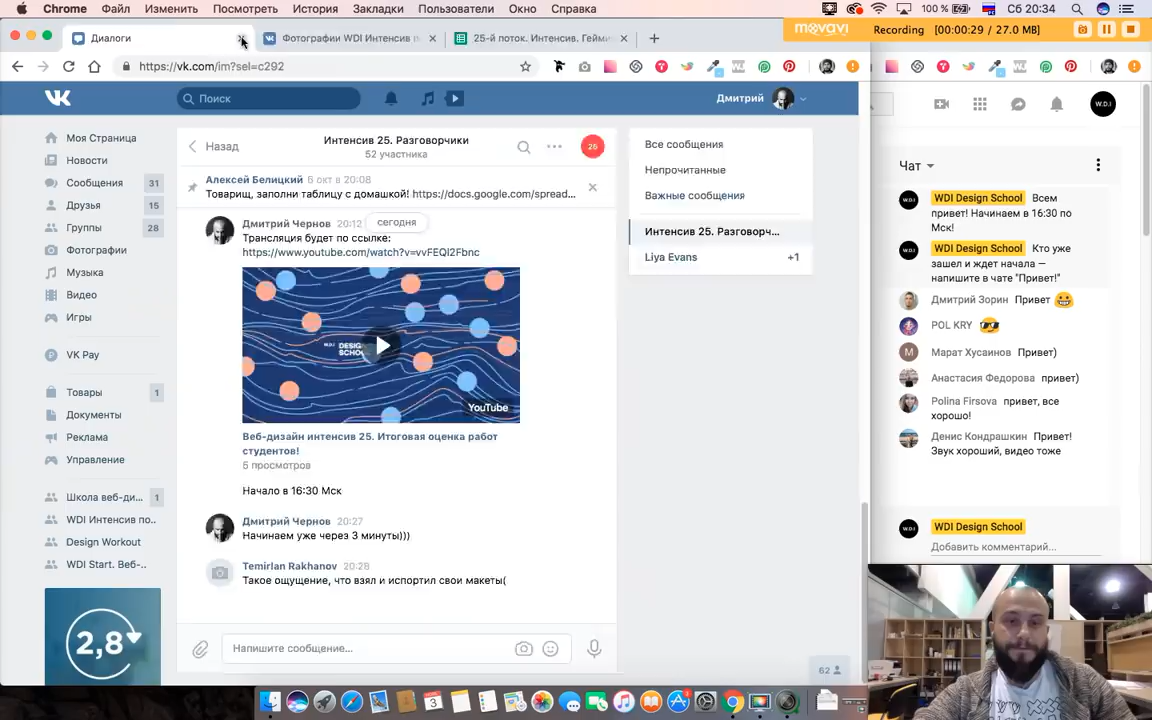 Chrome Файл Изменить Посмотреть История Закладки Пользователи Окно Справка
100 % Сб 20:34
movavi Recording 00:00:29 / 27.0 MB
Диалоги
Фотографии WDI Интенсив п
25-й поток. Интенсив. Гейми
https://vk.com/im?sel=c292
Поиск
Дмитрий
Моя Страница
Новости
Сообщения 31
Друзья 15
Группы 28
Фотографии
Музыка
Видео
Игры
VK Pay
Товары 1
Документы
Реклама
Управление
Школа веб-ди... 1
WDI Интенсив по..
Design Workout
WDI Start. Веб-..
2,8
Назад
Интенсив 25. Разговорчики
52 участника
Алексей Белицкий 5 окт в 20:08
Товарищ, заполни таблицу с домашкой! https://docs.google.com/spread...
сегодня
Дмитрий Чернов 20:12
Трансляция будет по ссылке:
https://www.youtube.com/watch?v=vvFEQI2Fbnc
W.D.I DESIGN
SCHOOL
YouTube
Веб-дизайн интенсив 25. Итоговая оценка работ
студентов!
5 просмотров
Начало в 16:30 Мск
Дмитрий Чернов 20:27
Начинаем уже через 3 минуты)))
Temirlan Rakhanov 20:28
Такое ощущение, что взял и испортил свои макеты(
Напишите сообщение...
Все сообщения
Непрочитанные
Важные сообщения
Интенсив 25. Разговорч...
Liya Evans +1
62
W.D.I
Чат
WDI Design School Всем
привет! Начинаем в 16:30 по
Мск!
WDI Design School Кто уже
зашел и ждет начала —
напишите в чате "Привет!"
Дмитрий Зорин Привет
POL KRY
М Марат Хусаинов Привет)
Анастасия Федорова привет)
Polina Firsova привет, все
хорошо!
Денис Кондрашкин Привет!
Звук хороший, видео тоже
WDI Design School
Добавить комментарий...